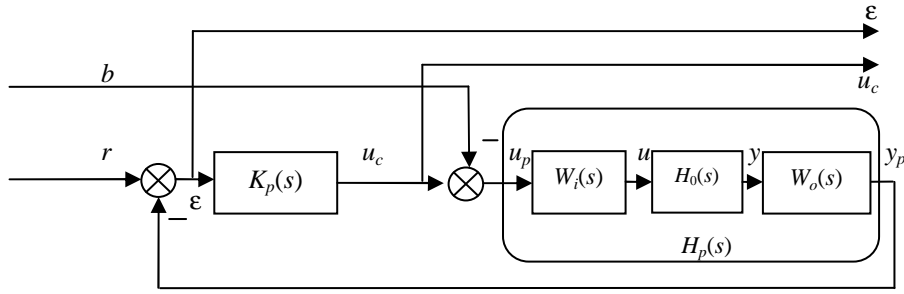 ε
b
u_c
r
ε
−
K_p(s)
u_c
−
u_p
W_i(s)
u
H_0(s)
y
W_o(s)
y_p
H_p(s)